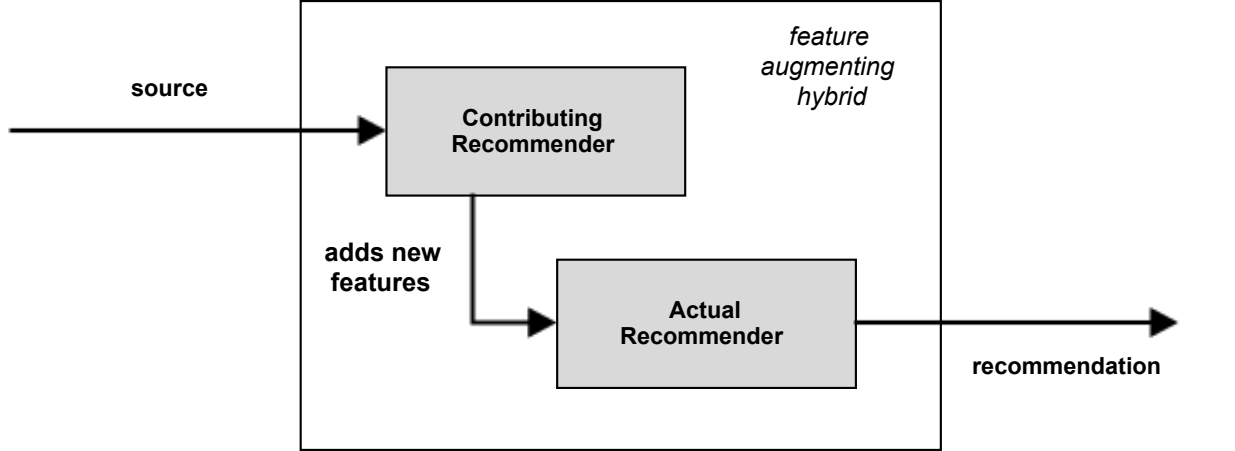 feature
augmenting
hybrid
source
Contributing
Recommender
adds new
features
Actual
Recommender
recommendation